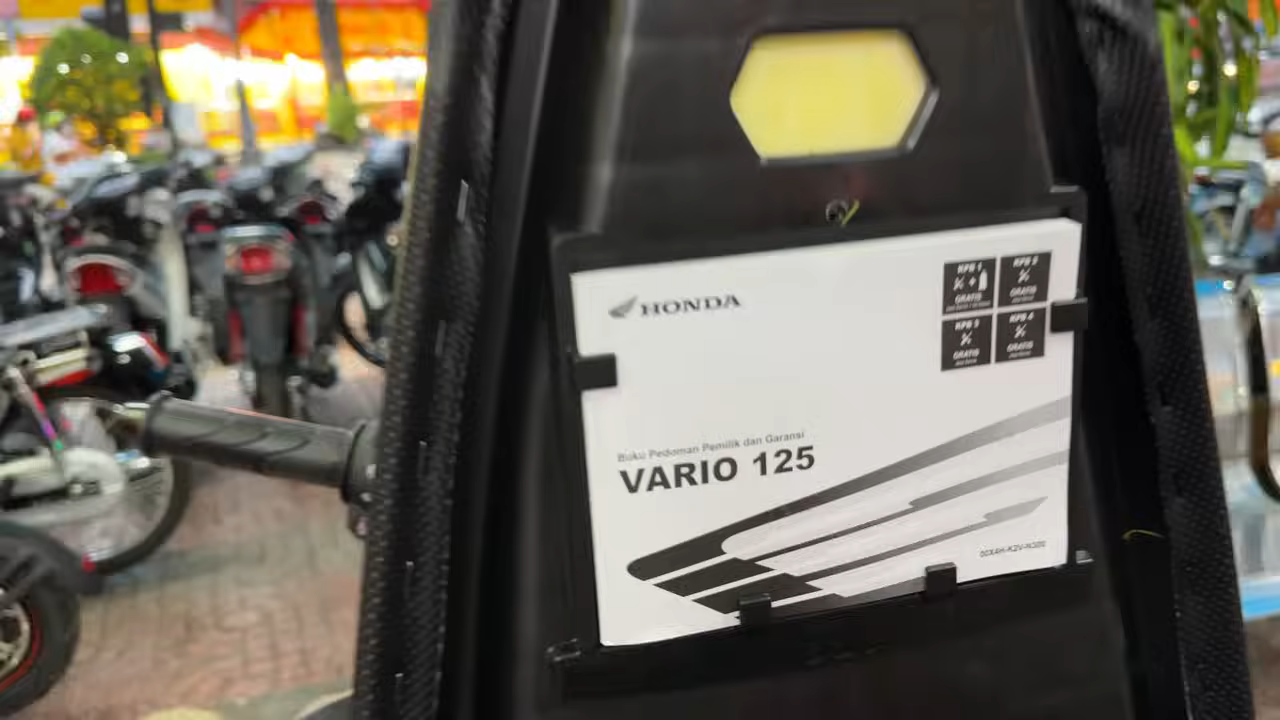 HONDA
KPB 1
GRATIS
KPB 2
GRATIS
KPB 3
GRATIS
KPB 4
GRATIS
Buku Pedoman Pemilik dan Garansi
VARIO 125